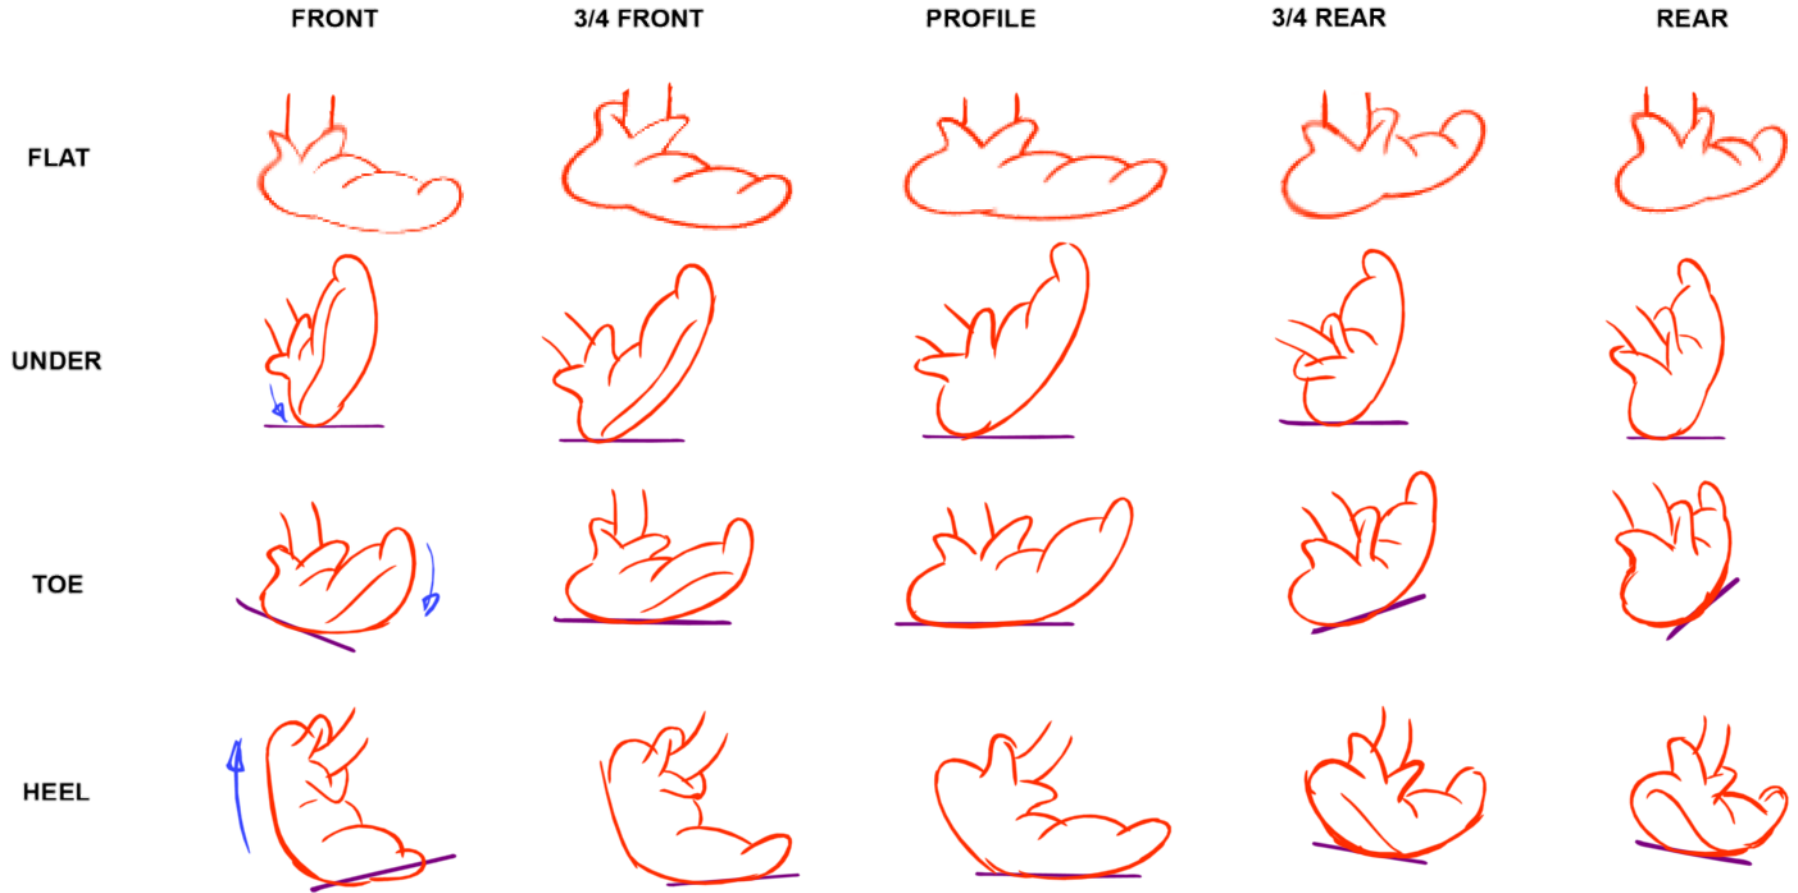 FRONT 3/4 FRONT PROFILE 3/4 REAR REAR
FLAT
UNDER
TOE
HEEL